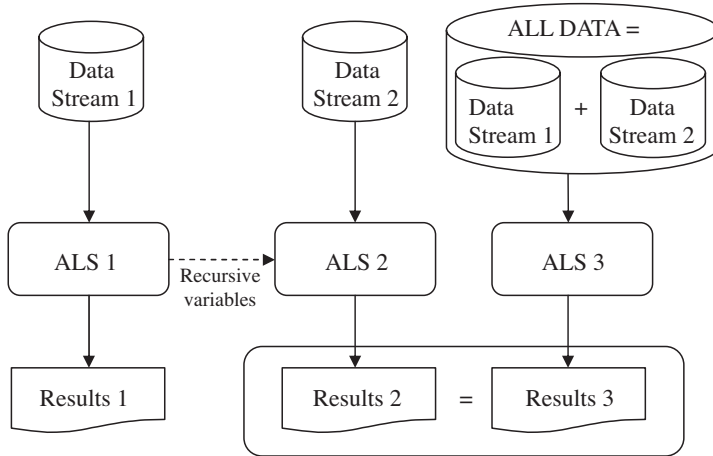 ALL DATA =
Data
Stream 1
Data
Stream 2
Data
Stream 1
+
Data
Stream 2
ALS 1
Recursive
variables
ALS 2
ALS 3
Results 1
Results 2
=
Results 3